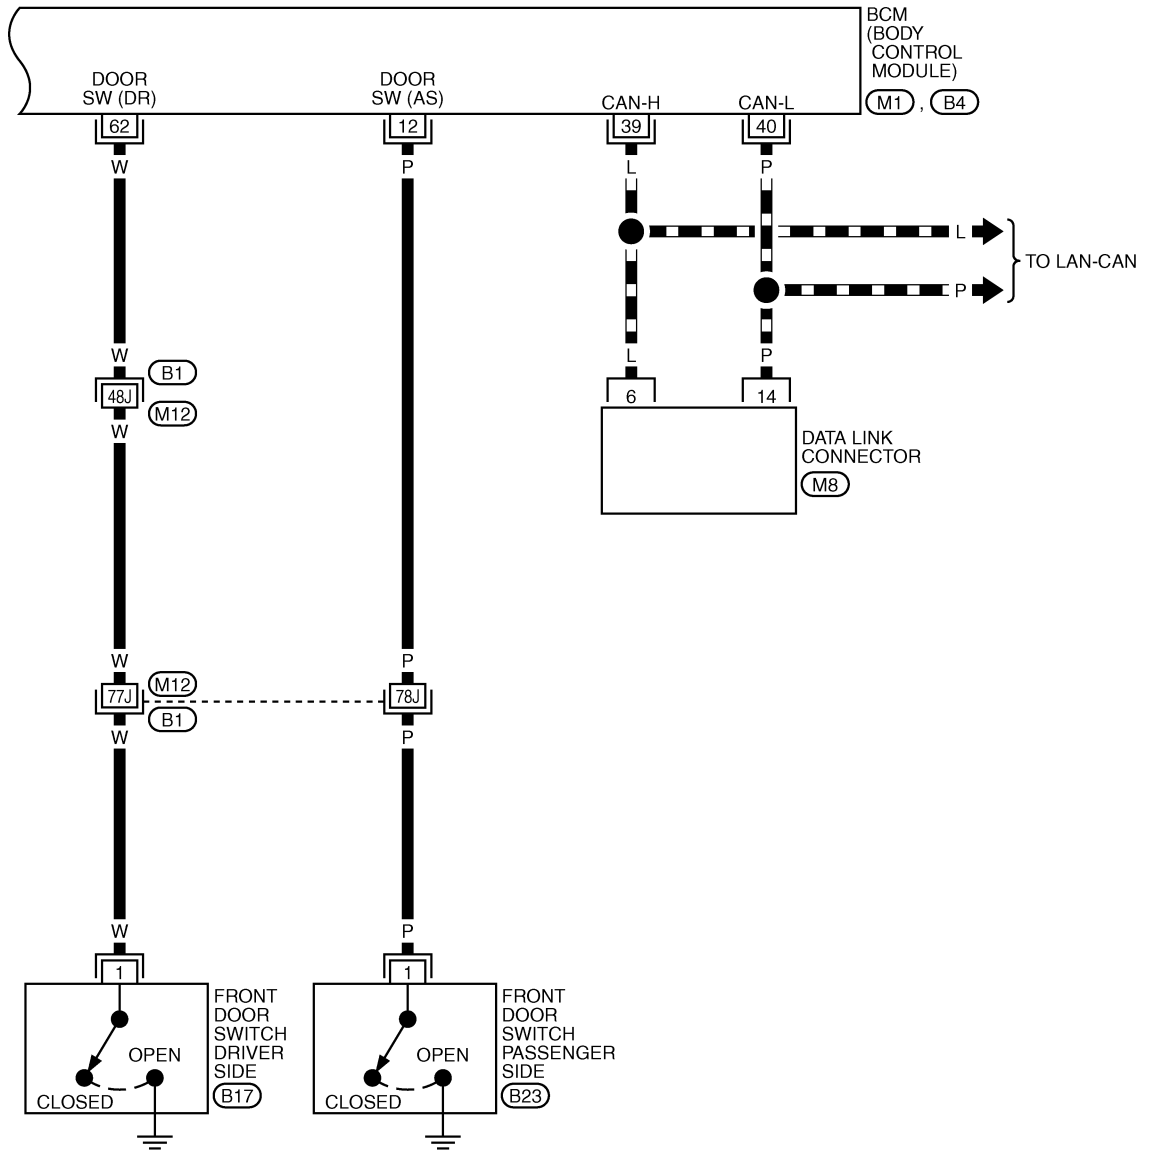 BCM
(BODY
CONTROL
MODULE)
M1 , B4
DOOR
SW (DR)
DOOR
SW (AS)
CAN-H
CAN-L
62
12
39
40
W
P
L
P
L
P
TO LAN-CAN
W
L
P
B1
48J
M12
W
6
14
DATA LINK
CONNECTOR
M8
W
P
M12
77J
78J
B1
W
P
W
P
1
1
FRONT
DOOR
SWITCH
DRIVER
SIDE
B17
OPEN
CLOSED
FRONT
DOOR
SWITCH
PASSENGER
SIDE
B23
OPEN
CLOSED